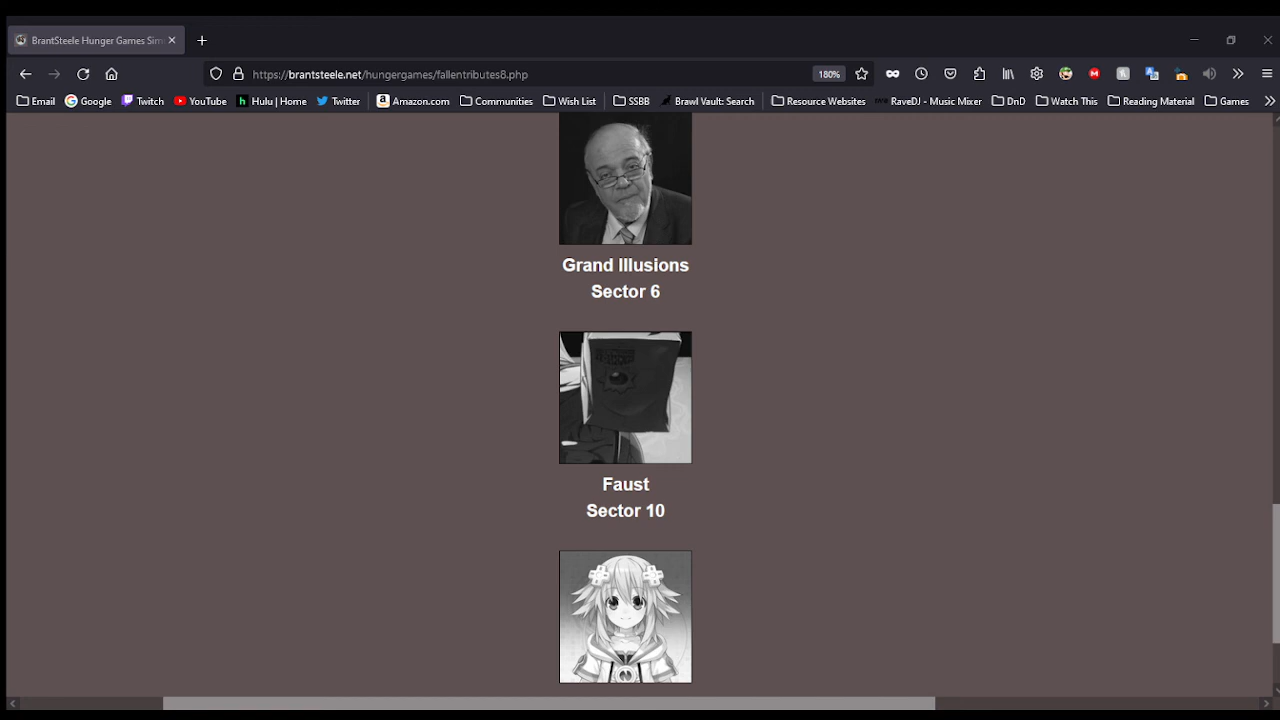 BrantSteele Hunger Games Sim
https://brantsteele.net/hungergames/fallentributes8.php
180%
Email
Google
Twitch
YouTube
Hulu | Home
Twitter
Amazon.com
Communities
Wish List
SSBB
Brawl Vault: Search
Resource Websites
RaveDJ - Music Mixer
DnD
Watch This
Reading Material
Games
Grand Illusions
Sector 6
Faust
Sector 10